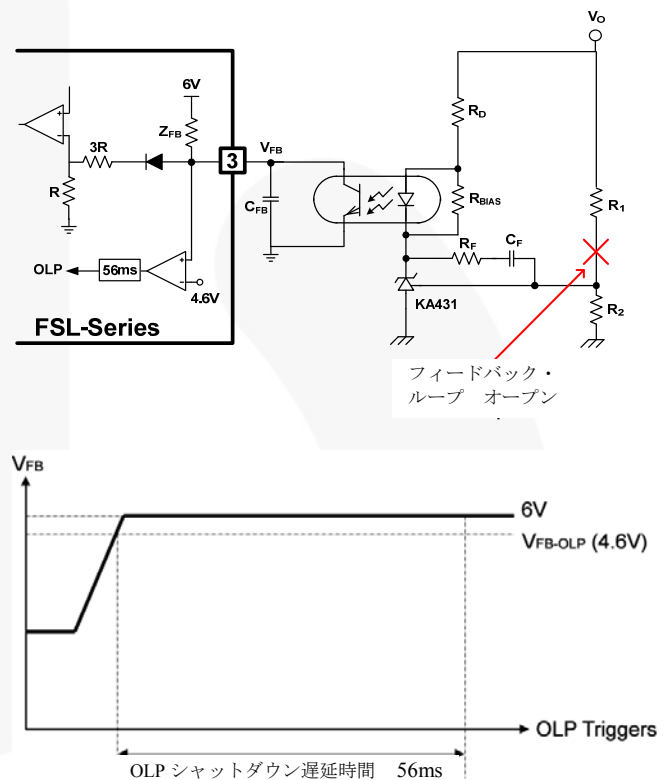 Vo
6V
ZFB
RD
3R
3
VFB
R1
R
CFB
RBIAS
RF
CF
OLP
56ms
4.6V
KA431
R2
FSL-Series
フィードバック・
ループ オープン
VFB
6V
VFB-OLP (4.6V)
OLP Triggers
OLP シャットダウン遅延時間 56ms